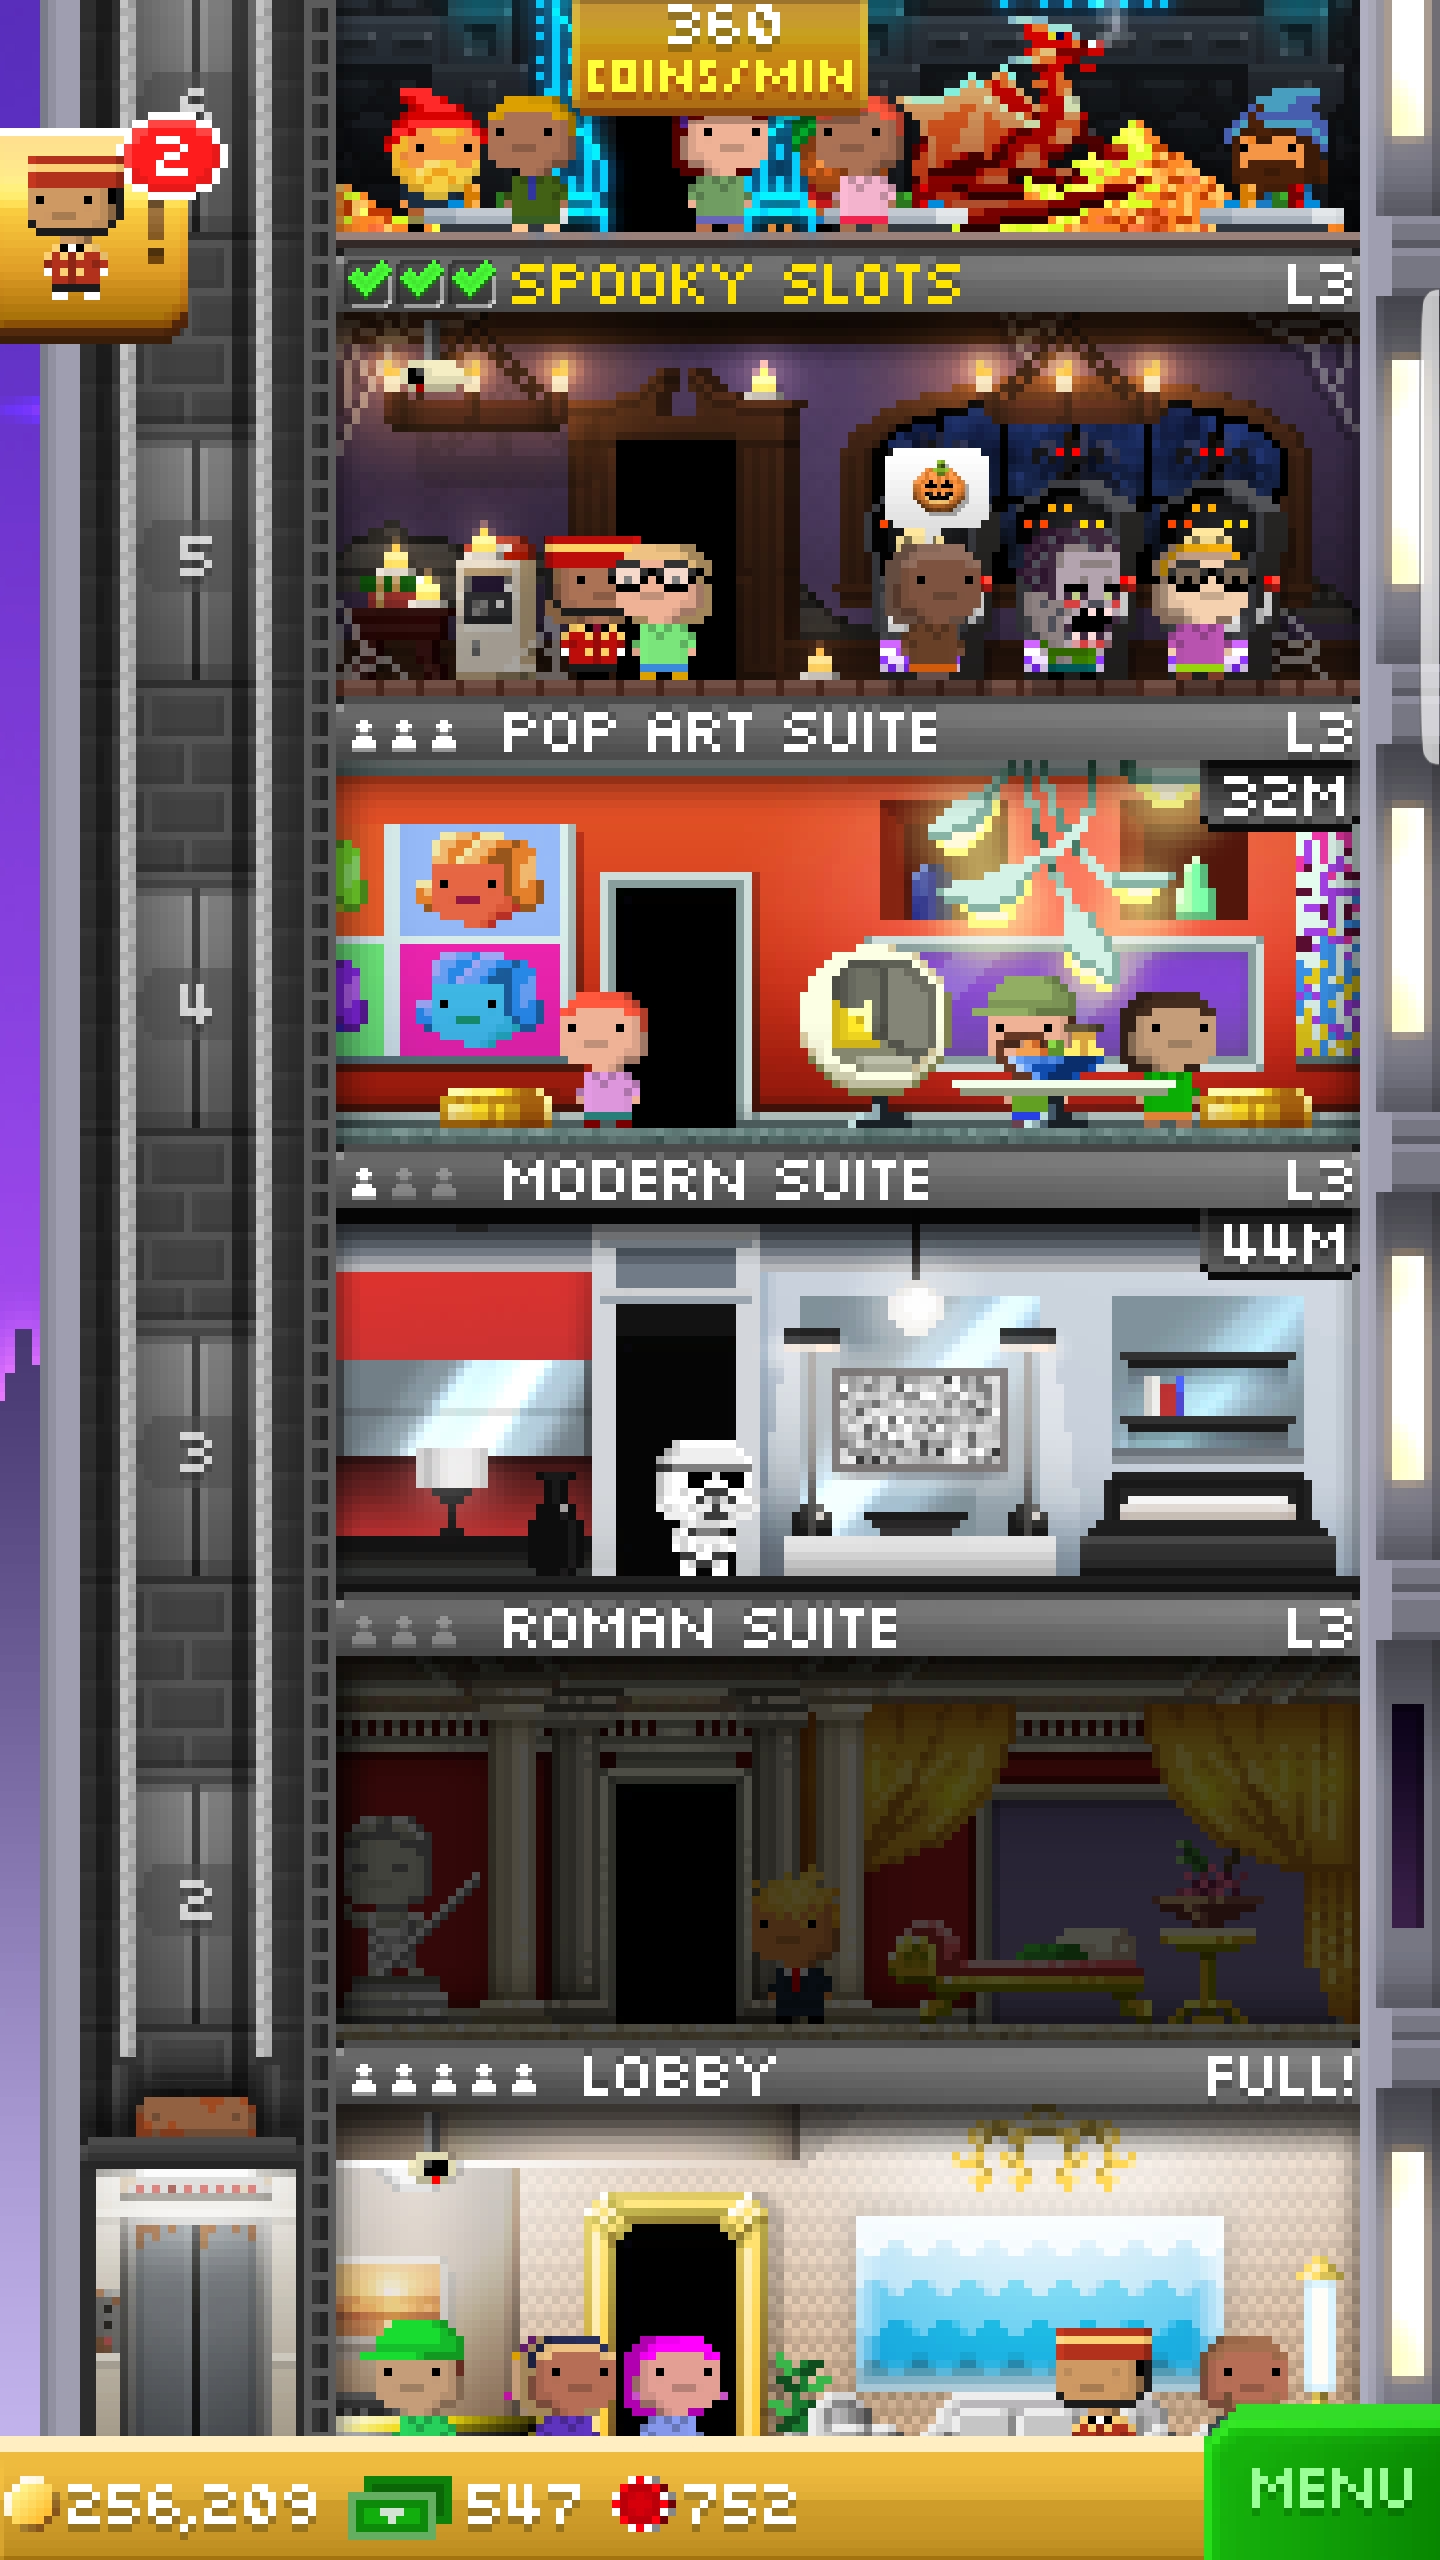 360
COINS/MIN
2
!
6
SPOOKY SLOTS L3
5
POP ART SUITE L3
32M
4
MODERN SUITE L3
44M
3
ROMAN SUITE L3
2
LOBBY FULL!
256,209 547 752
MENU